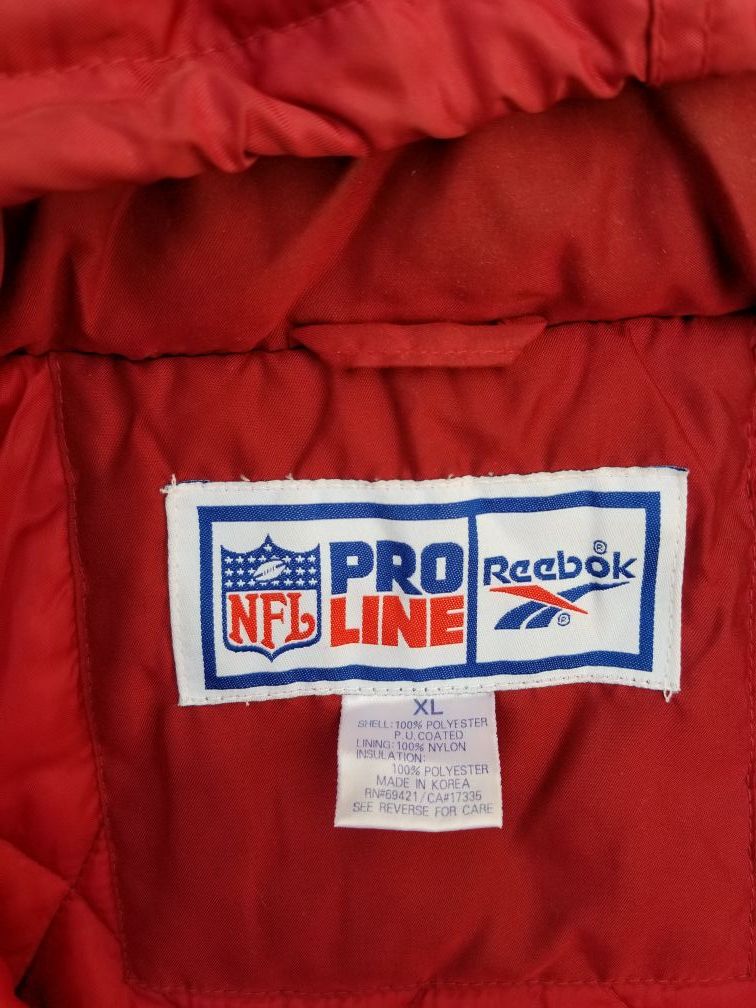 NFL
PRO
LINE
Reebok®
®
XL
SHELL: 100% POLYESTER
P.U. COATED
LINING: 100% NYLON
INSULATION:
100% POLYESTER
MADE IN KOREA
RN#69421/CA#17335
SEE REVERSE FOR CARE